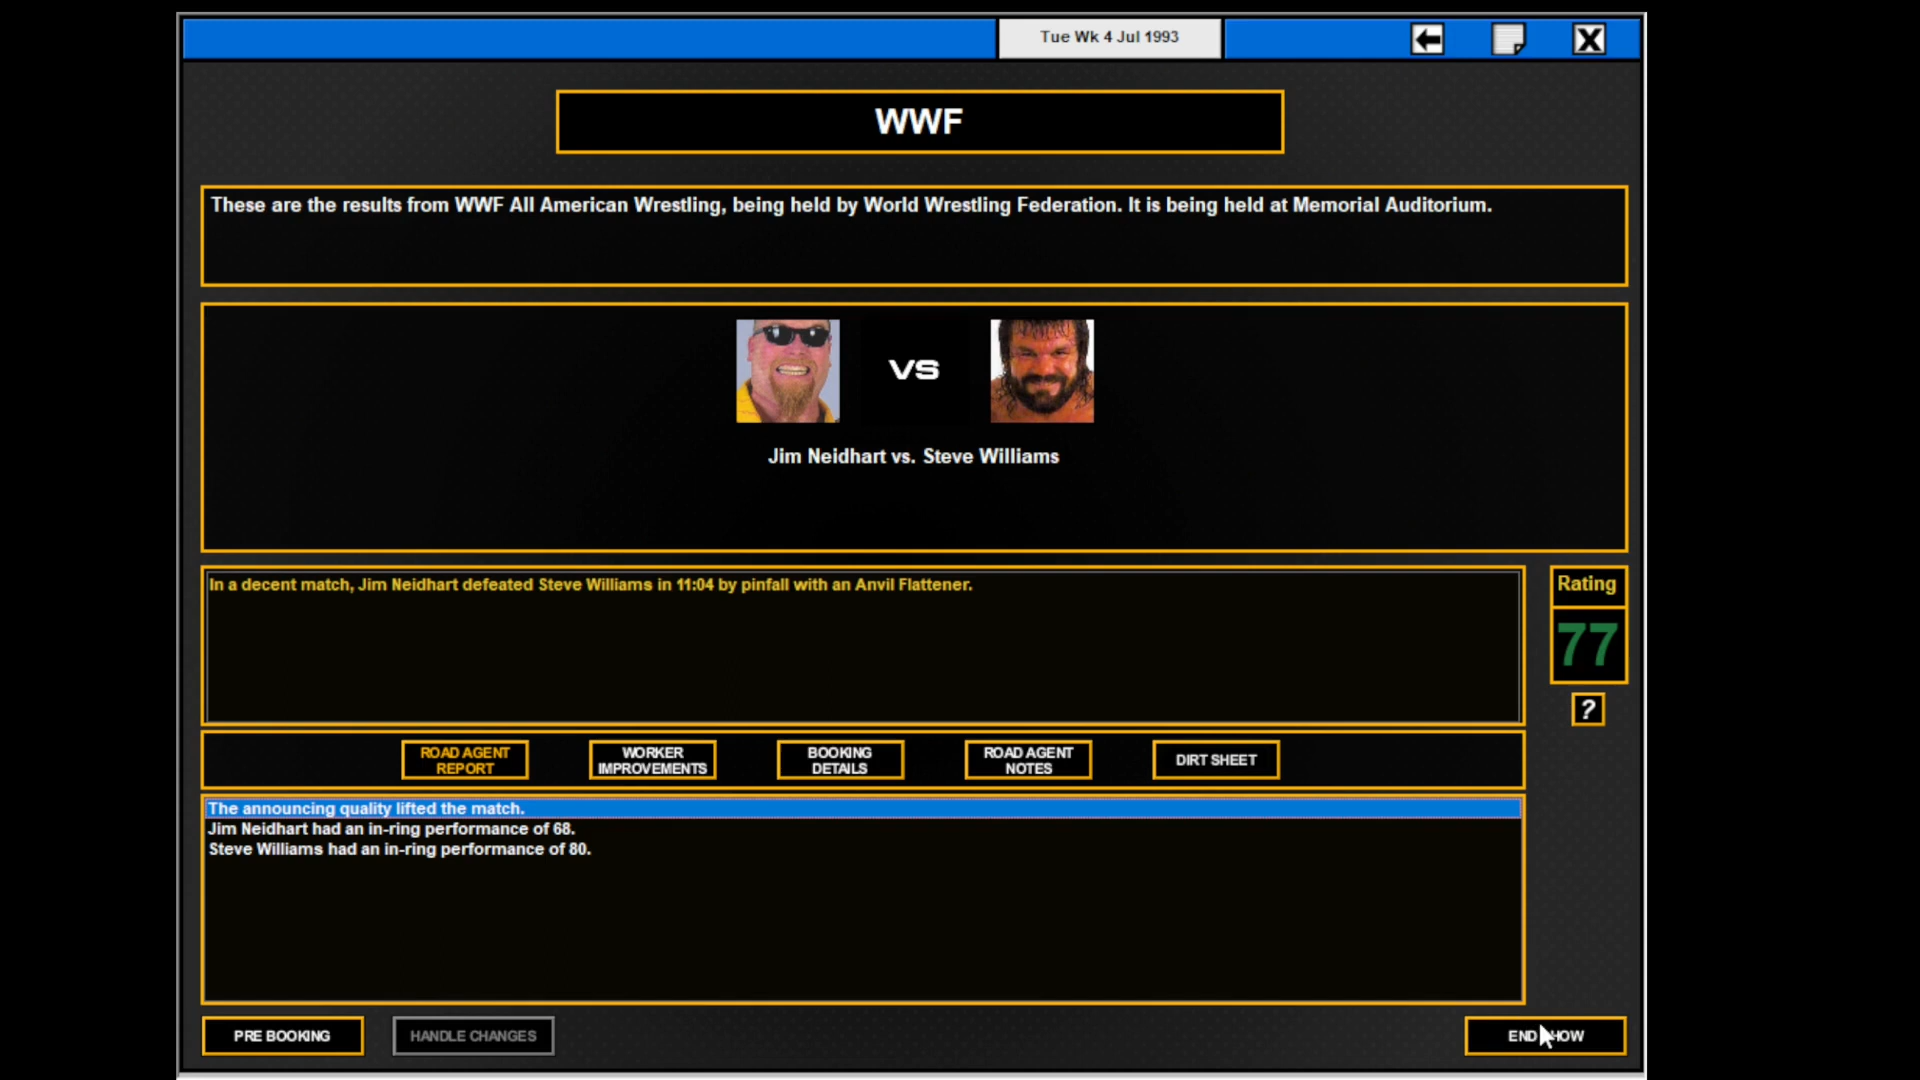 Tue Wk 4 Jul 1993
WWF
These are the results from WWF All American Wrestling, being held by World Wrestling Federation. It is being held at Memorial Auditorium.
VS
Jim Neidhart vs. Steve Williams
In a decent match, Jim Neidhart defeated Steve Williams in 11:04 by pinfall with an Anvil Flattener.
Rating
77
?
ROAD AGENT
REPORT
WORKER
IMPROVEMENTS
BOOKING
DETAILS
ROAD AGENT
NOTES
DIRT SHEET
The announcing quality lifted the match.
Jim Neidhart had an in-ring performance of 68.
Steve Williams had an in-ring performance of 80.
PRE BOOKING
HANDLE CHANGES
END SHOW